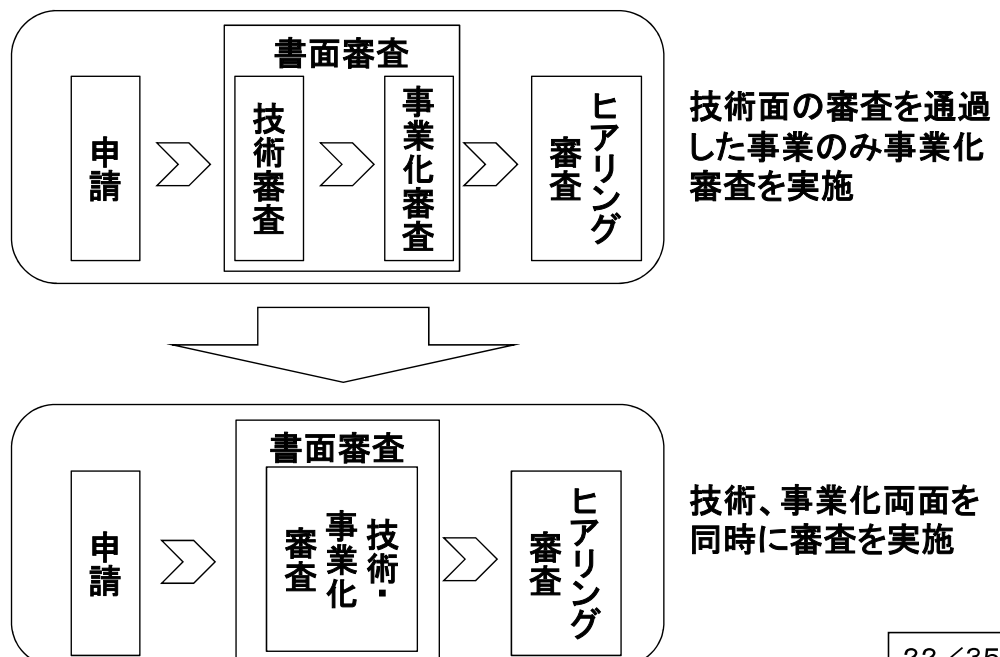 書面審査
申請
技術審査
事業化審査
ヒアリング
審査
技術面の審査を通過
した事業のみ事業化
審査を実施
書面審査
申請
技術・
事業化
審査
ヒアリング
審査
技術、事業化両面を
同時に審査を実施
22/35